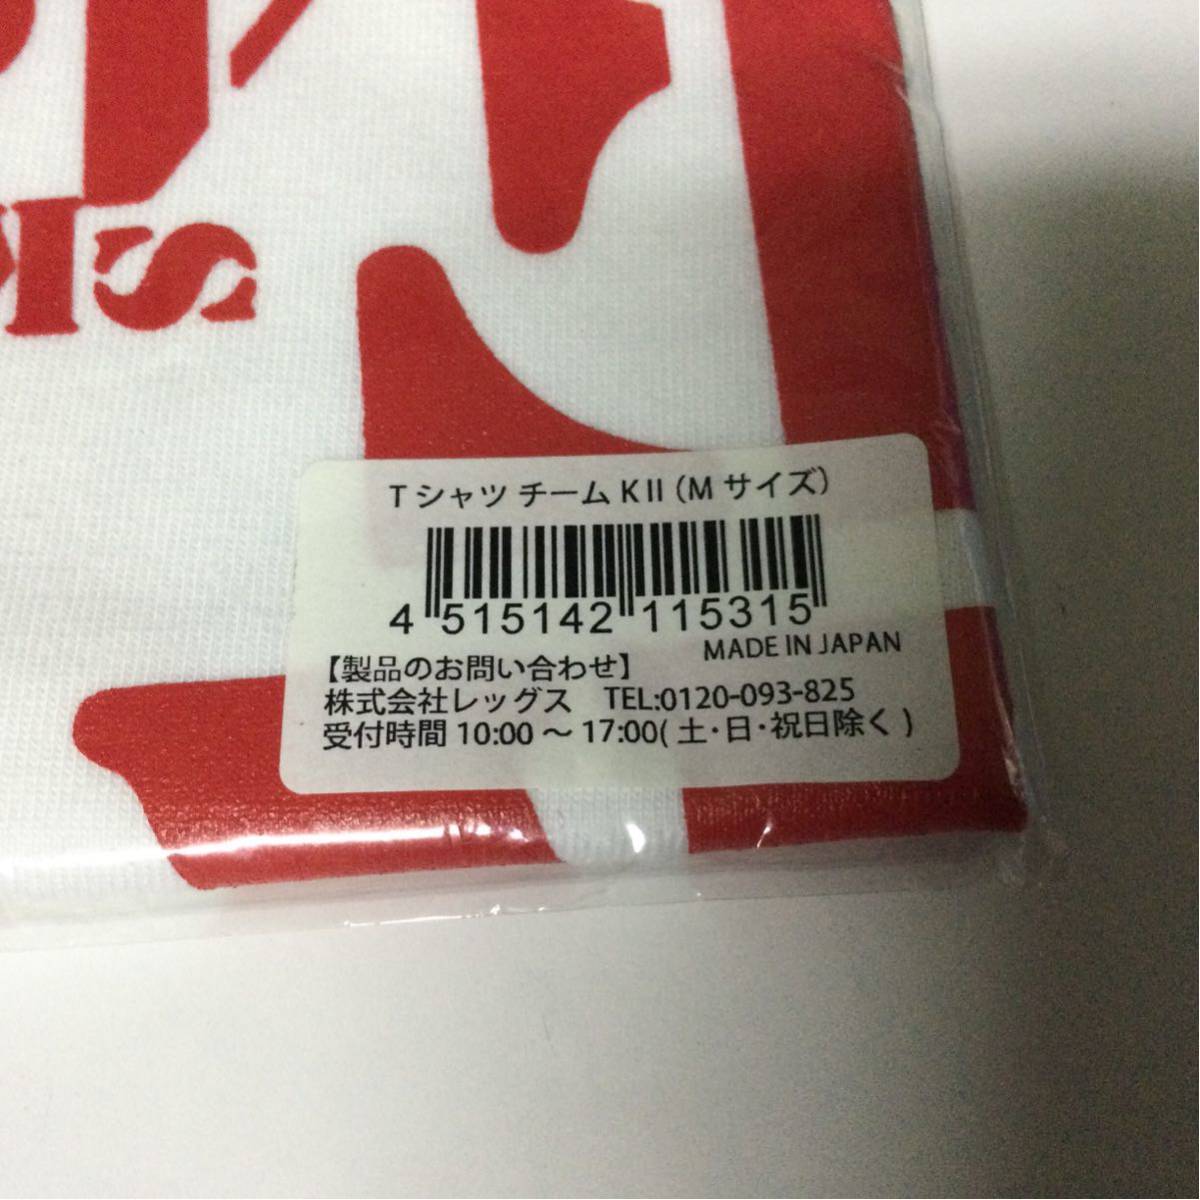 SK
Tシャツ チームKII (M サイズ)
4 515142 115315
MADE IN JAPAN
【製品のお問い合わせ】
株式会社レッグス TEL:0120-093-825
受付時間 10:00 ～ 17:00( 土・日・祝日除く )